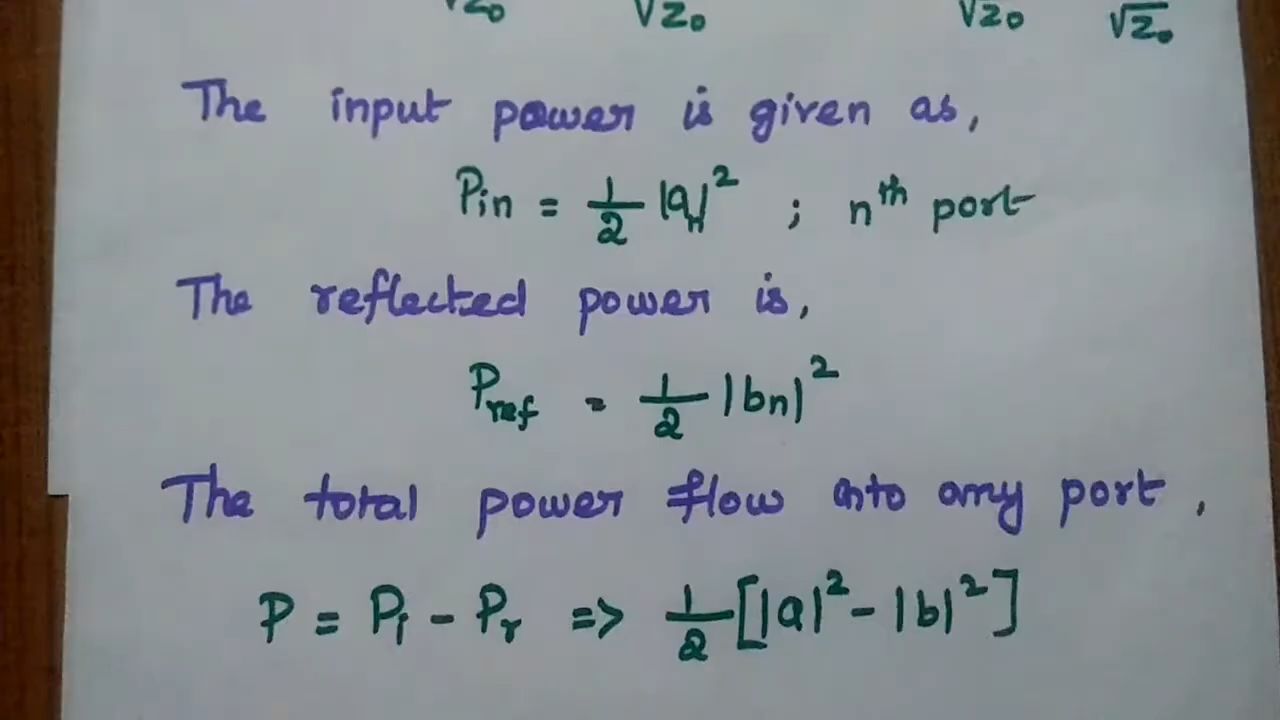 √Z₀ √Z₀ √Z₀ √Z₀
The input power is given as,
Pin = 1/2 |aₙ|² ; nᵗʰ port
The reflected power is,
Pref = 1/2 |bn|²
The total power flow into any port,
P = Pᵢ - Pᵣ => 1/2 [|a|² - |b|²]